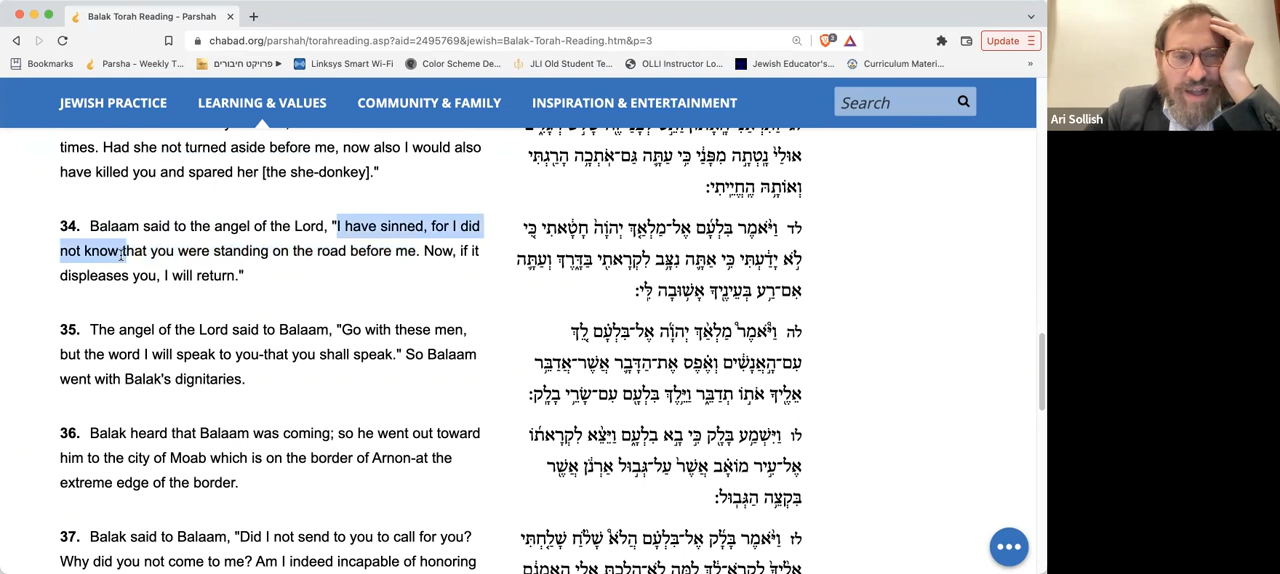 Balak Torah Reading - Parshah
chabad.org/parshah/torahreading.asp?aid=2495769&jewish=Balak-Torah-Reading.htm&p=3
3
Update
Bookmarks
Parsha - Weekly T...
פרויקט חיבורים
Linksys Smart Wi-Fi
Color Scheme De...
JLI Old Student Te...
OLLI Instructor Lo...
Jewish Educator's...
Curriculum Materi...
»
JEWISH PRACTICE
LEARNING & VALUES
COMMUNITY & FAMILY
INSPIRATION & ENTERTAINMENT
Search
Ari Sollish
times. Had she not turned aside before me, now also I would also
have killed you and spared her [the she-donkey]."
34. Balaam said to the angel of the Lord, "I have sinned, for I did
not know that you were standing on the road before me. Now, if it
displeases you, I will return."
35. The angel of the Lord said to Balaam, "Go with these men,
but the word I will speak to you-that you shall speak." So Balaam
went with Balak's dignitaries.
36. Balak heard that Balaam was coming; so he went out toward
him to the city of Moab which is on the border of Arnon-at the
extreme edge of the border.
37. Balak said to Balaam, "Did I not send to you to call for you?
Why did you not come to me? Am I indeed incapable of honoring
אוּלַי֙ נָֽטְתָ֣ה מִפָּנַ֔י כִּ֥י עַתָּ֛ה גַּם־אֹֽתְכָ֥ה הָרַ֖גְתִּי
וְאוֹתָ֥הּ הֶֽחֱיֵֽיתִי׃
לד וַיֹּ֨אמֶר בִּלְעָ֜ם אֶל־מַלְאַ֤ךְ יְהֹוָה֙ חָטָ֔אתִי כִּ֚י
לֹ֣א יָדַ֔עְתִּי כִּ֥י אַתָּ֛ה נִצָּ֥ב לִקְרָאתִ֖י בַּדָּ֑רֶךְ וְעַתָּ֛ה
אִם־רַ֥ע בְּעֵינֶ֖יךָ אָשׁ֥וּבָה לִּֽי׃
לה וַיֹּ֩אמֶר֩ מַלְאַ֨ךְ יְהֹוָ֜ה אֶל־בִּלְעָ֗ם לֵ֚ךְ
עִם־הָ֣אֲנָשִׁ֔ים וְאֶ֗פֶס אֶת־הַדָּבָ֛ר אֲשֶׁר־אֲדַבֵּ֥ר
אֵלֶ֖יךָ אֹת֣וֹ תְדַבֵּ֑ר וַיֵּ֥לֶךְ בִּלְעָ֖ם עִם־שָׂרֵ֥י בָלָֽק׃
לו וַיִּשְׁמַ֥ע בָּלָ֖ק כִּ֣י בָ֣א בִלְעָ֑ם וַיֵּצֵ֨א לִקְרָאת֜וֹ
אֶל־עִ֣יר מוֹאָ֗ב אֲשֶׁר֙ עַל־גְּב֣וּל אַרְנֹ֔ן אֲשֶׁ֖ר
בִּקְצֵ֥ה הַגְּבֽוּל׃
לז וַיֹּ֨אמֶר בָּלָ֜ק אֶל־בִּלְעָ֗ם הֲלֹא֩ שָׁלֹ֨חַ שָׁלַ֤חְתִּי
אֵלֶ֙יךָ֙ לִקְרֹא־לָ֔ךְ לָ֥מָּה לֹא־הָלַ֖כְתָּ אֵלָ֑י הַאֻמְנָ֔ם